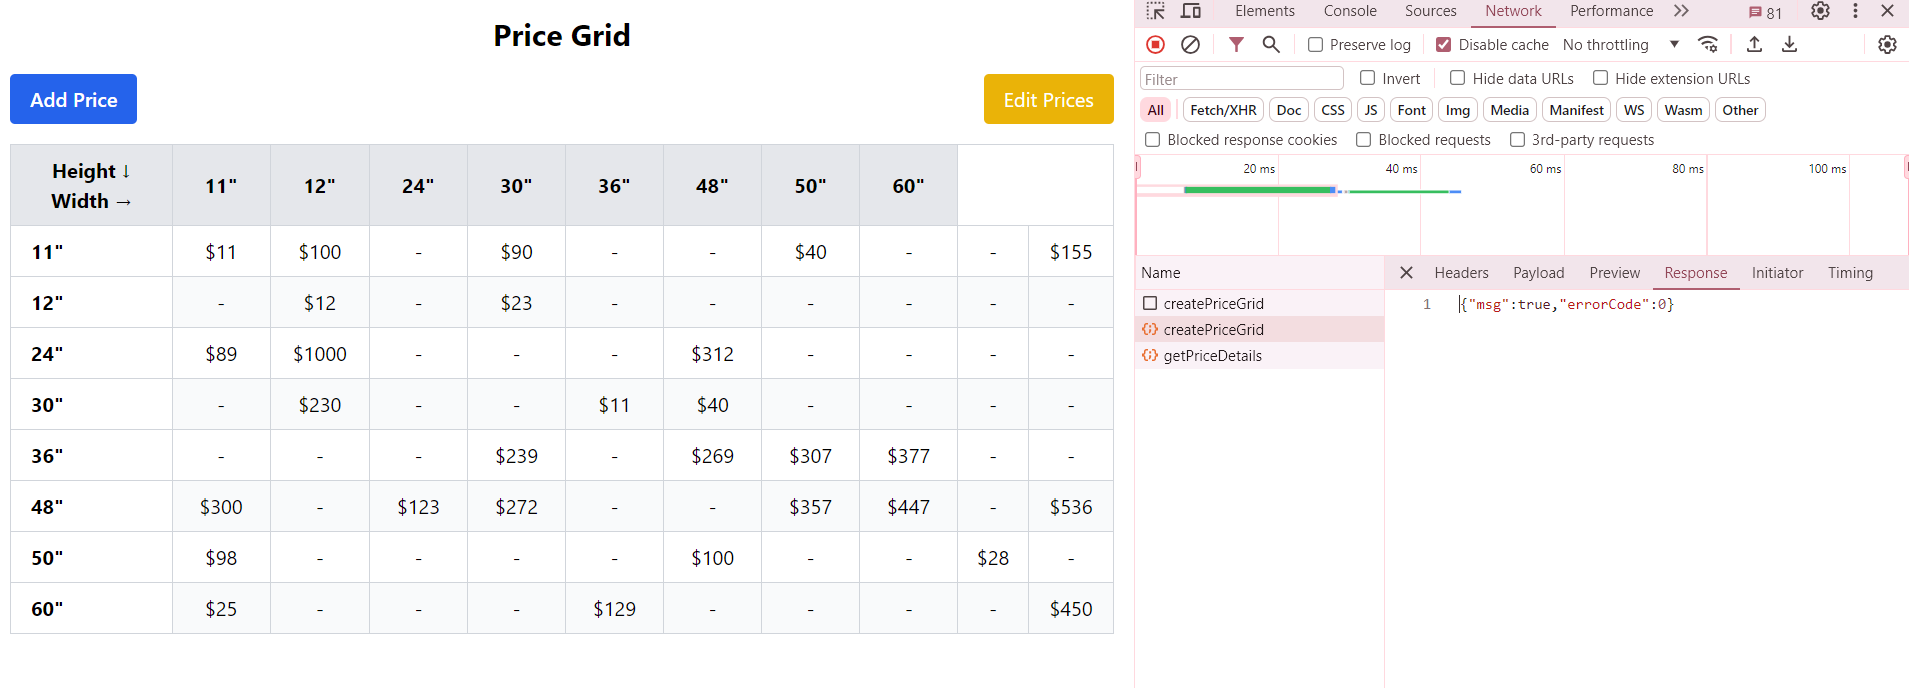 Price Grid
Add Price
Edit Prices
Height ↓
Width →
11" 12" 24" 30" 36" 48" 50" 60"
11" $11 $100 - $90 - - $40 - - $155
12" - $12 - $23 - - - - - -
24" $89 $1000 - - - $312 - - - -
30" - $230 - - $11 $40 - - - -
36" - - - $239 - $269 $307 $377 - -
48" $300 - $123 $272 - - $357 $447 - $536
50" $98 - - - - $100 - - $28 -
60" $25 - - - $129 - - - - $450
Elements Console Sources Network Performance 81
Preserve log Disable cache No throttling
Filter Invert Hide data URLs Hide extension URLs
All Fetch/XHR Doc CSS JS Font Img Media Manifest WS Wasm Other
Blocked response cookies Blocked requests 3rd-party requests
20 ms 40 ms 60 ms 80 ms 100 ms
Name
createPriceGrid
createPriceGrid
getPriceDetails
Headers Payload Preview Response Initiator Timing
1 {"msg":true,"errorCode":0}